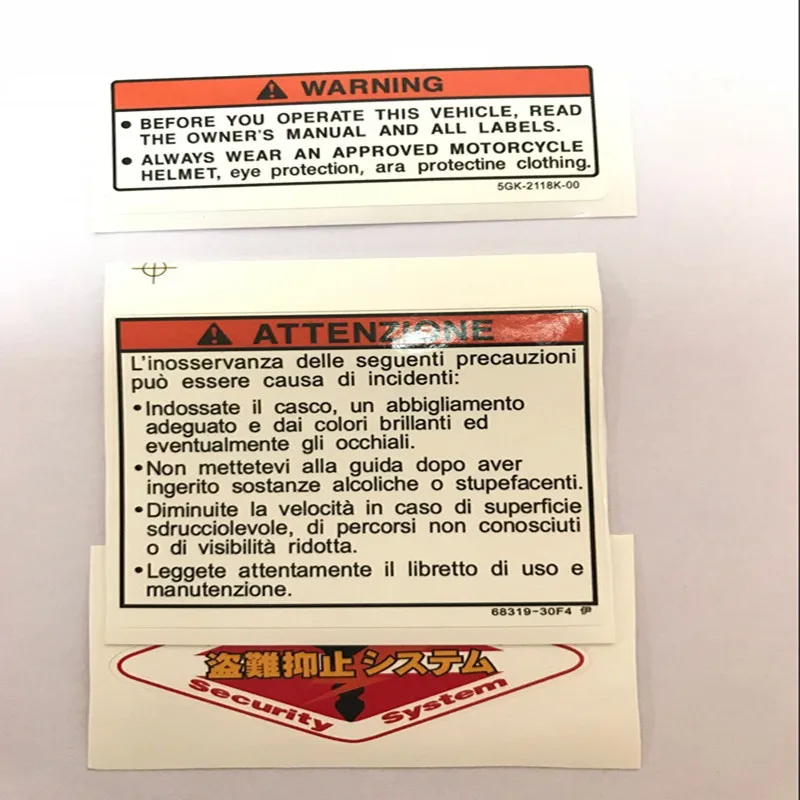 WARNING
• BEFORE YOU OPERATE THIS VEHICLE, READ
THE OWNER'S MANUAL AND ALL LABELS.
• ALWAYS WEAR AN APPROVED MOTORCYCLE
HELMET, eye protection, ara protectine clothing.
5GK-2118K-00
ATTENZIONE
L'inosservanza delle seguenti precauzioni
può essere causa di incidenti:
• Indossate il casco, un abbigliamento
adeguato e dai colori brillanti ed
eventualmente gli occhiali.
• Non mettetevi alla guida dopo aver
ingerito sostanze alcoliche o stupefacenti.
• Diminuite la velocità in caso di superficie
sdrucciolevole, di percorsi non conosciuti
o di visibilità ridotta.
• Leggete attentamente il libretto di uso e
manutenzione.
68319-30F4 伊
盗難抑止システム
Security System